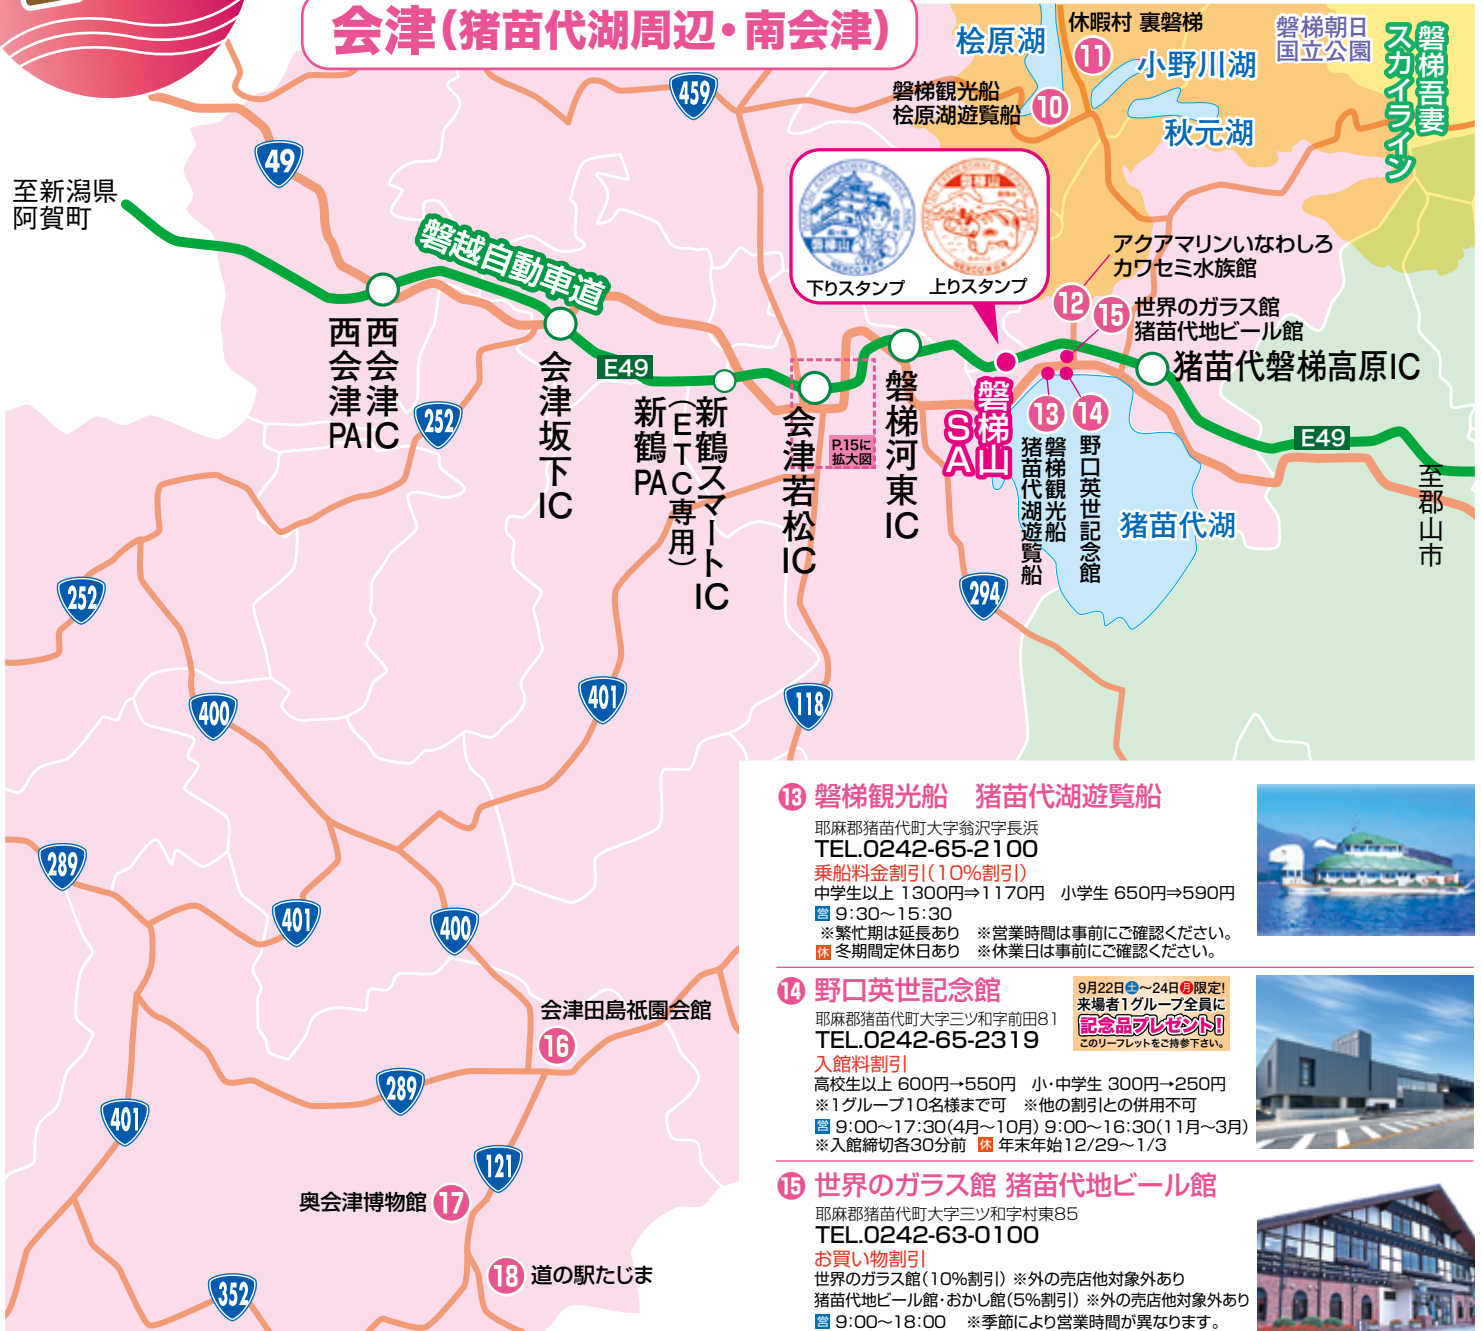 会津(猪苗代湖周辺・南会津)
桧原湖
休暇村 裏磐梯
11
小野川湖
磐梯朝日
国立公園
磐梯吾妻
スカイライン
磐梯観光船
桧原湖遊覧船
10
秋元湖
459
49
至新潟県
阿賀町
磐越自動車道
磐梯山
下りスタンプ
上りスタンプ
アクアマリンいなわしろ
カワセミ水族館
12
15
世界のガラス館
猪苗代地ビール館
西会津IC
西会津PA
会津坂下IC
E49
新鶴スマートIC
(ETC専用)
新鶴PA
会津若松IC
P.15に
拡大図
磐梯河東IC
磐梯山
SA
13
14
磐梯観光船
猪苗代湖遊覧船
野口英世記念館
猪苗代磐梯高原IC
E49
猪苗代湖
至郡山市
252
252
294
400
401
118
289
401
400
会津田島祇園会館
16
289
401
121
奥会津博物館
17
18
道の駅たじま
352
13 磐梯観光船 猪苗代湖遊覧船
耶麻郡猪苗代町大字翁沢字長浜
TEL.0242-65-2100
乗船料金割引(10%割引)
中学生以上 1300円⇒1170円 小学生 650円⇒590円
営 9:30〜15:30
※繁忙期は延長あり ※営業時間は事前にご確認ください。
休 冬期間定休日あり ※休業日は事前にご確認ください。
14 野口英世記念館
耶麻郡猪苗代町大字三ツ和字前田81
TEL.0242-65-2319
9月22日土〜24日月限定!
来場者1グループ全員に
記念品プレゼント!
このリーフレットをご持参下さい。
入館料割引
高校生以上 600円→550円 小・中学生 300円→250円
※1グループ10名様まで可 ※他の割引との併用不可
営 9:00〜17:30(4月〜10月) 9:00〜16:30(11月〜3月)
※入館締切各30分前 休 年末年始12/29〜1/3
15 世界のガラス館 猪苗代地ビール館
耶麻郡猪苗代町大字三ツ和字村東85
TEL.0242-63-0100
お買い物割引
世界のガラス館(10%割引) ※外の売店他対象外あり
猪苗代地ビール館・おかし館(5%割引) ※外の売店他対象外あり
営 9:00〜18:00 ※季節により営業時間が異なります。